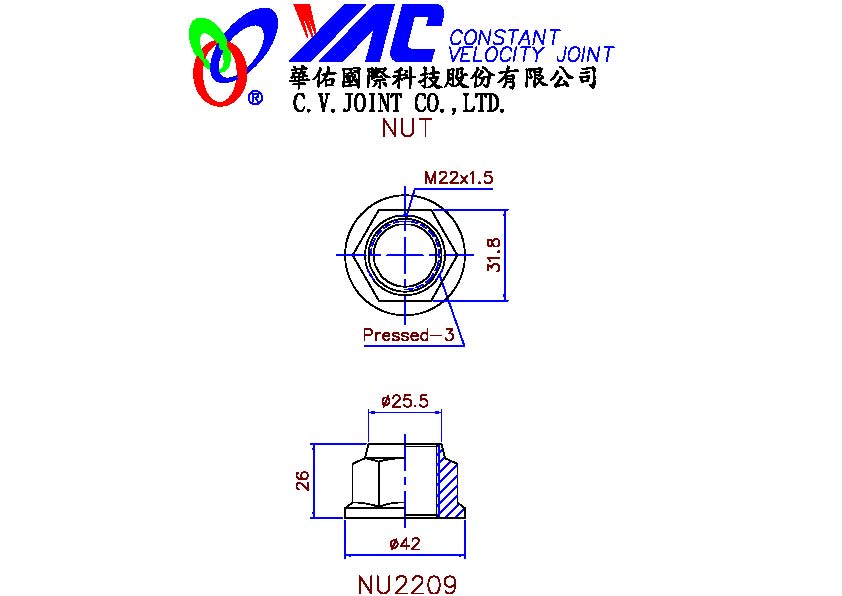 YAC CONSTANT
VELOCITY JOINT
華佑國際科技股份有限公司
®
C.V.JOINT CO.,LTD.
NUT
M22x1.5
31.8
Pressed-3
ø25.5
26
ø42
NU2209